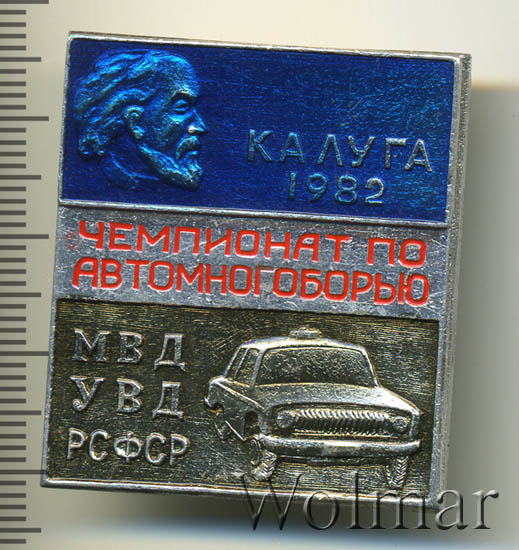 КАЛУГА
1982
ЧЕМПИОНАТ ПО
АВТОМНОГОБОРЬЮ
МВД
УВД
РСФСР
Wolmar